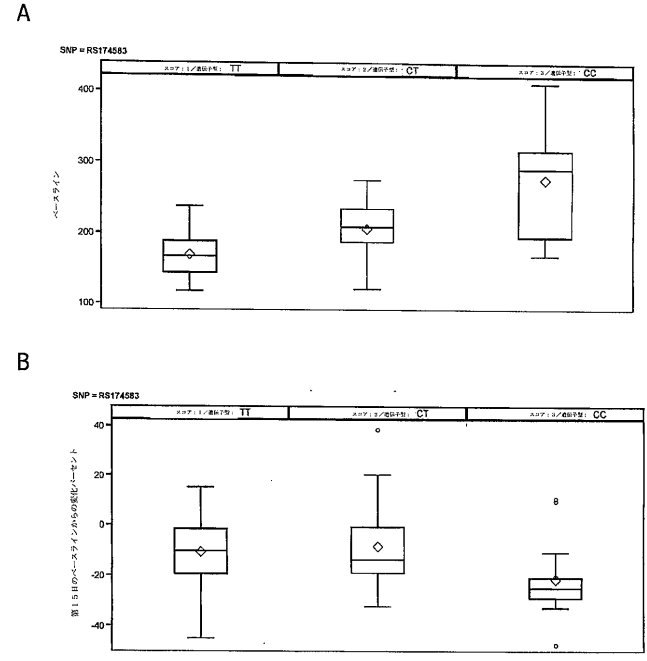 A
SNP = RS174583
スコア：1／遺伝子型： TT
スコア：2／遺伝子型： CT
スコア：3／遺伝子型： CC
400
300
200
100
ベースライン
B
SNP = RS174583
スコア：1／遺伝子型： TT
スコア：2／遺伝子型： CT
スコア：3／遺伝子型： CC
40
20
0
-20
-40
第15日のベースラインからの変化パーセント